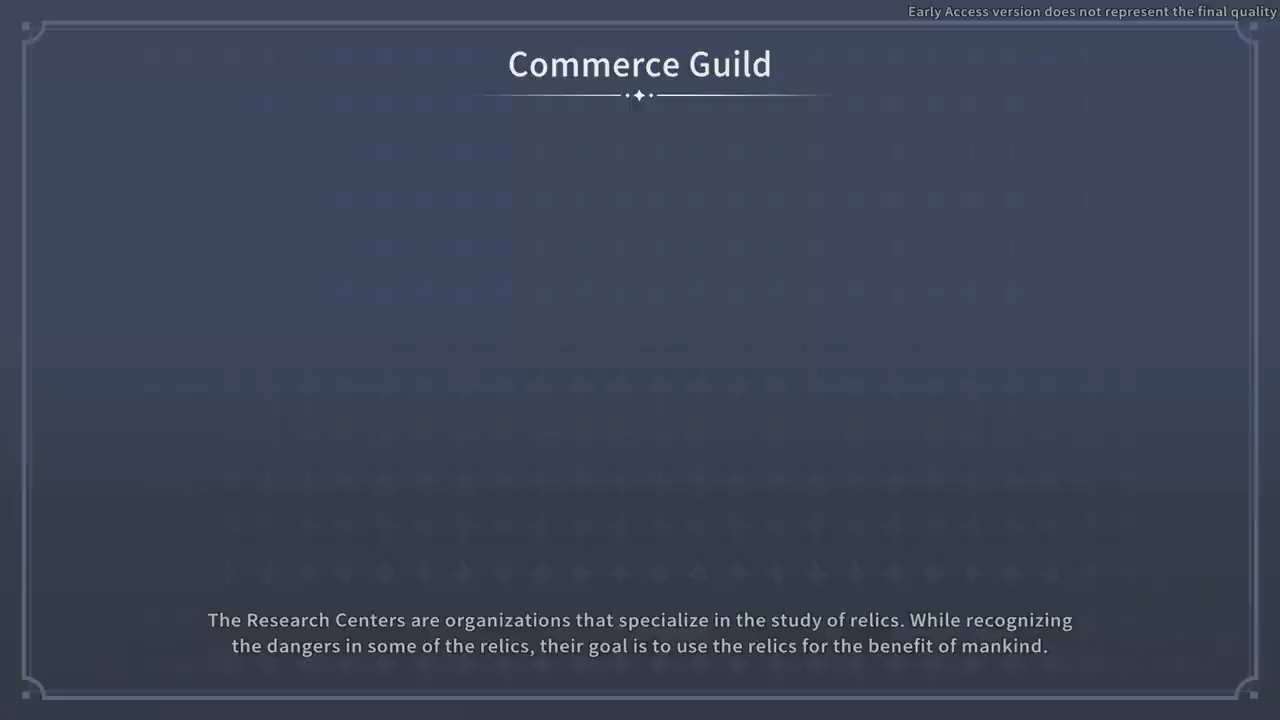 Early Access version does not represent the final quality
Commerce Guild
The Research Centers are organizations that specialize in the study of relics. While recognizing
the dangers in some of the relics, their goal is to use the relics for the benefit of mankind.